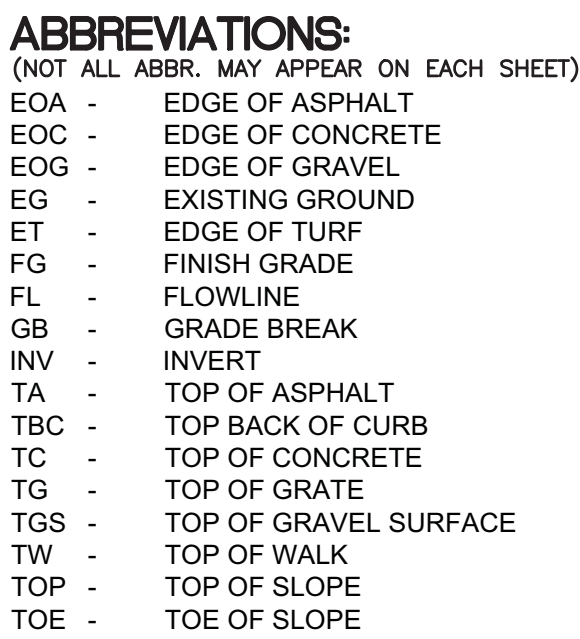 ABBREVIATIONS:
(NOT ALL ABBR. MAY APPEAR ON EACH SHEET)
EOA - EDGE OF ASPHALT
EOC - EDGE OF CONCRETE
EOG - EDGE OF GRAVEL
EG - EXISTING GROUND
ET - EDGE OF TURF
FG - FINISH GRADE
FL - FLOWLINE
GB - GRADE BREAK
INV - INVERT
TA - TOP OF ASPHALT
TBC - TOP BACK OF CURB
TC - TOP OF CONCRETE
TG - TOP OF GRATE
TGS - TOP OF GRAVEL SURFACE
TW - TOP OF WALK
TOP - TOP OF SLOPE
TOE - TOE OF SLOPE